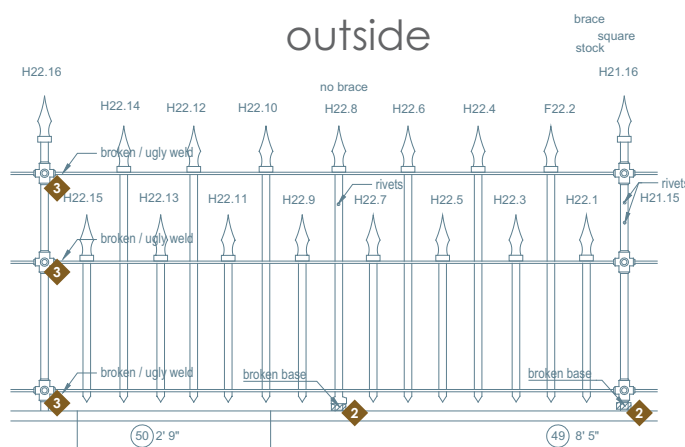 outside
brace
square
stock
H22.16
H21.16
no brace
H22.14
H22.12
H22.10
H22.8
H22.6
H22.4
F22.2
broken / ugly weld
3
rivets
rivets
H22.15
H22.13
H22.11
H22.9
H22.7
H22.5
H22.3
H22.1
H21.15
broken / ugly weld
3
broken / ugly weld
broken base
broken base
3
2
2
50 2' 9"
49 8' 5"